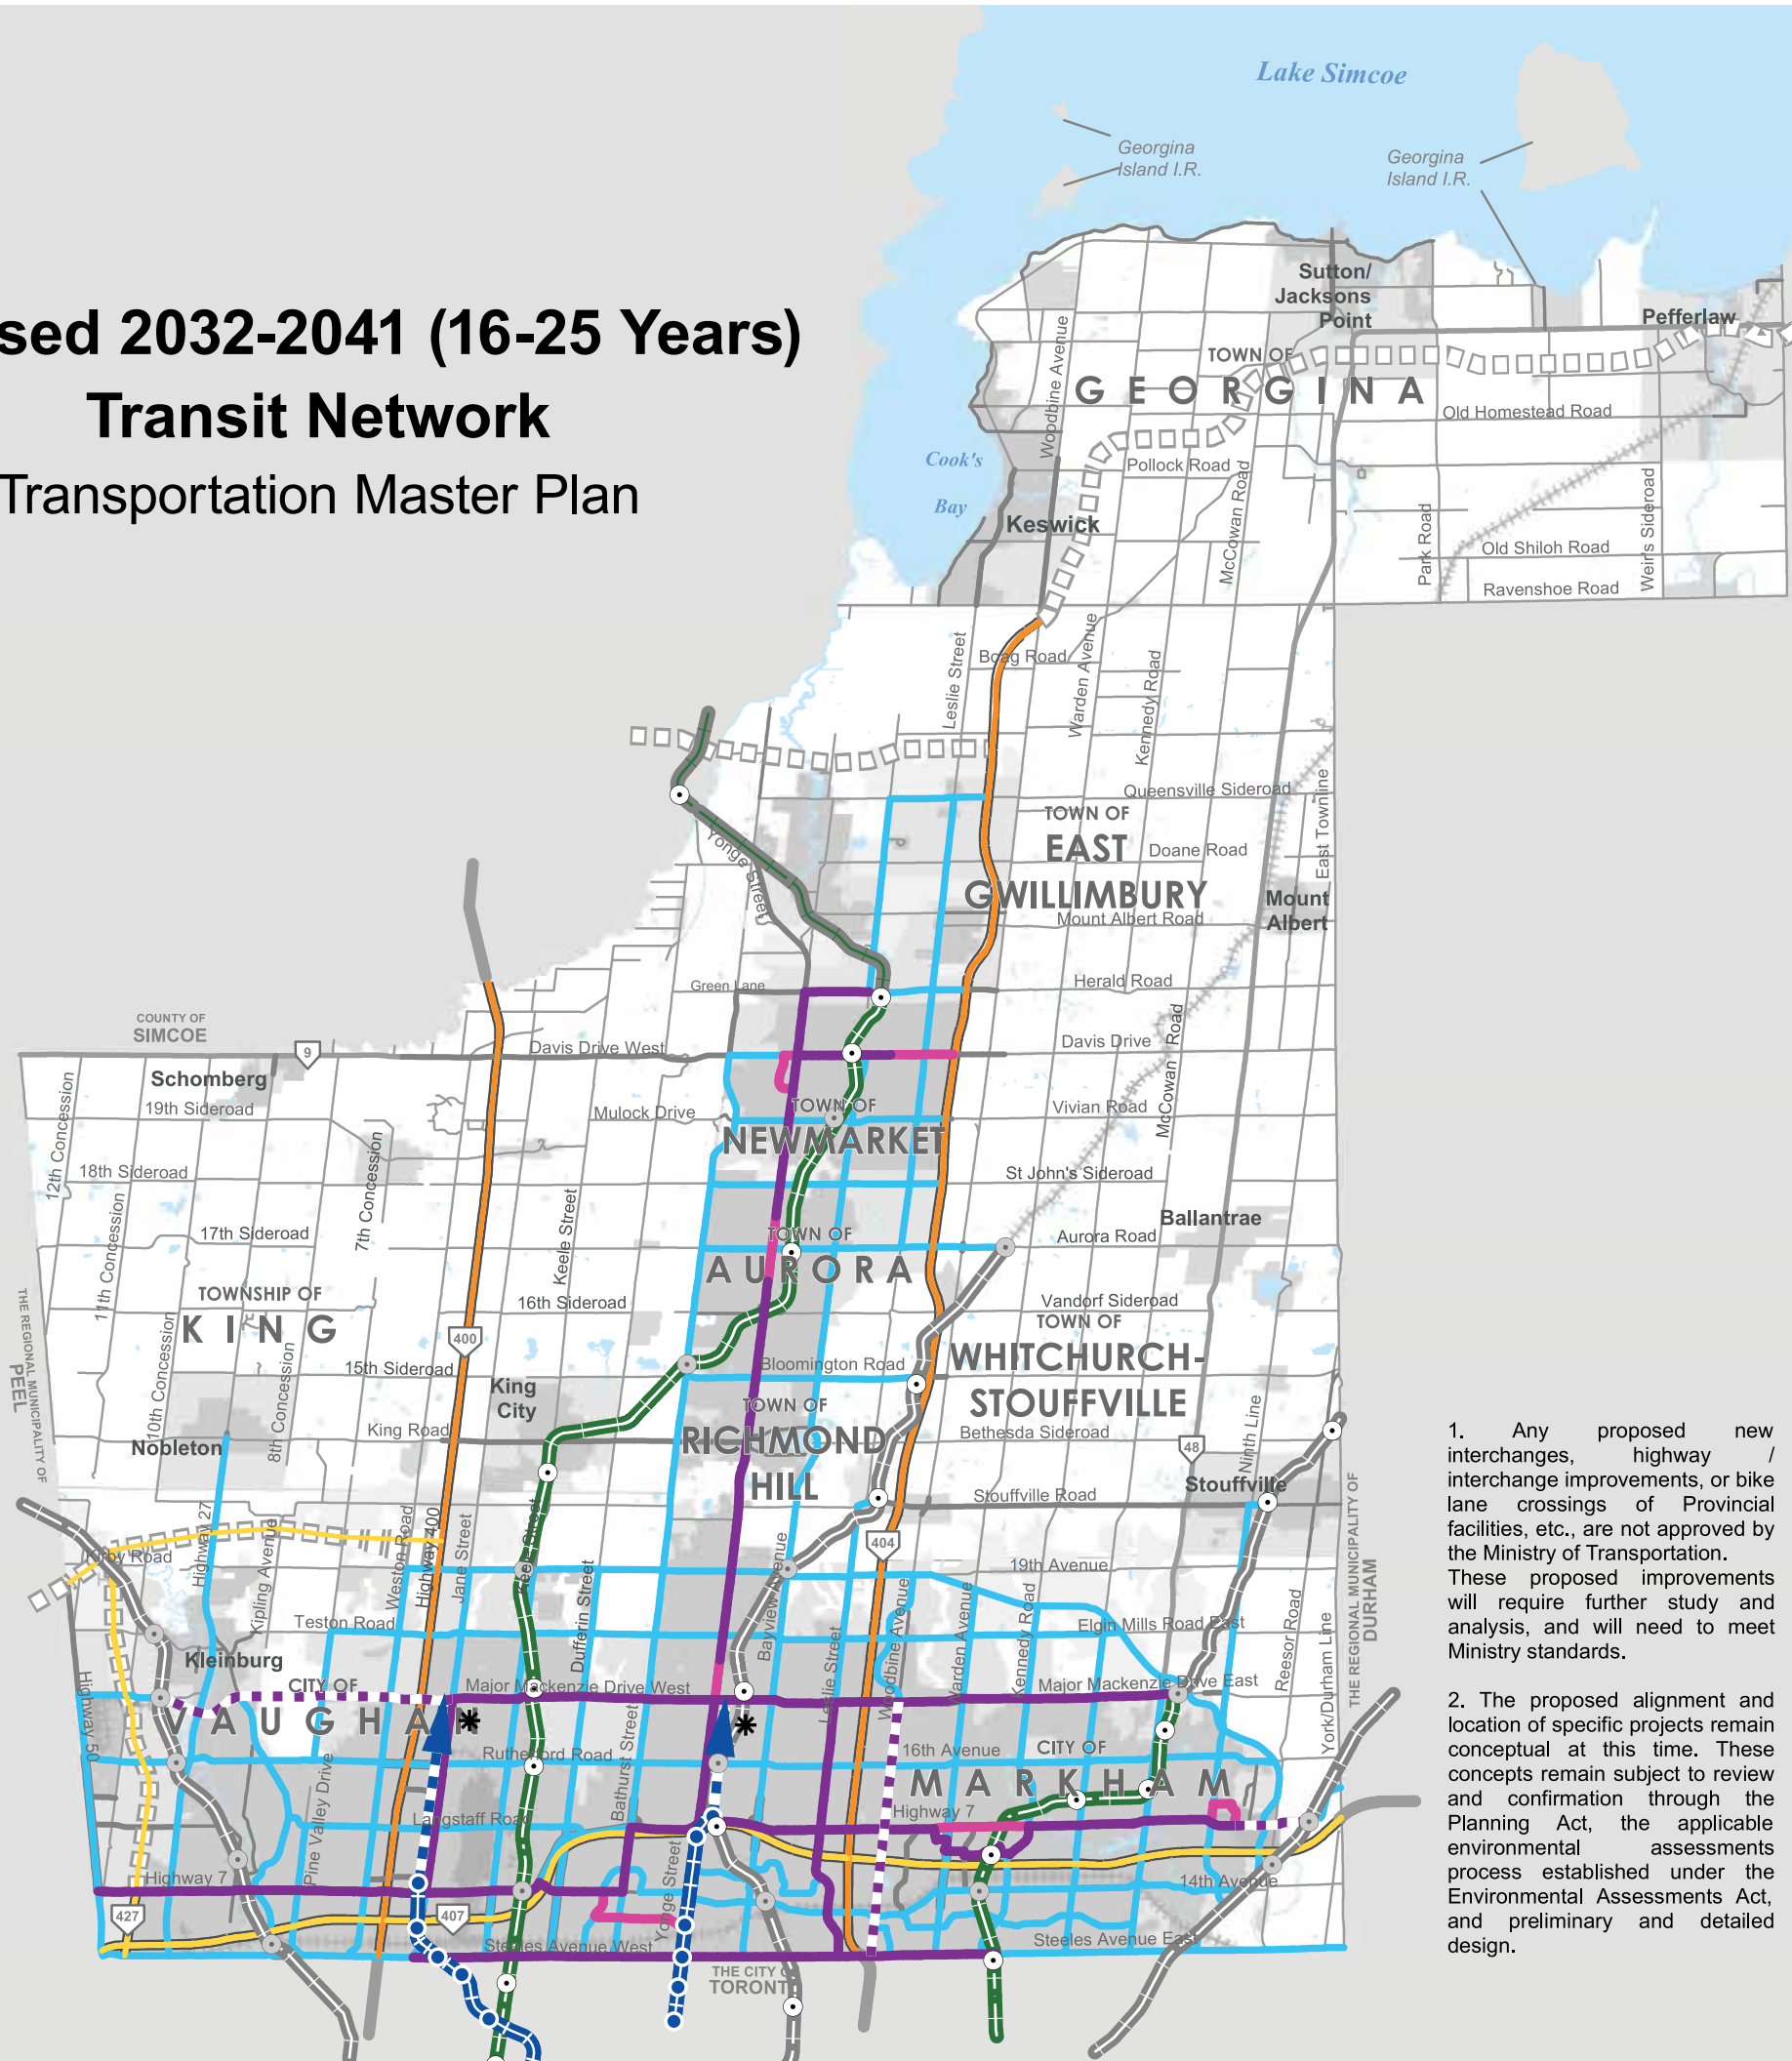 sed 2032-2041 (16-25 Years)
Transit Network
Transportation Master Plan
Lake Simcoe
Georgina
Island I.R.
Georgina
Island I.R.
Sutton/
Jacksons
Point
Pefferlaw
TOWN OF
GEORGINA
Woodbine Avenue
Old Homestead Road
Cook's
Bay
Pollock Road
McCowan Road
Keswick
Park Road
Weir's Sideroad
Old Shiloh Road
Ravenshoe Road
Leslie Street
Boag Road
Warden Avenue
Kennedy Road
Queensville Sideroad
East Townline
TOWN OF
EAST
GWILLIMBURY
Doane Road
Yonge Street
Mount
Albert
Mount Albert Road
Green Lane
Herald Road
COUNTY OF
SIMCOE
9
Davis Drive West
Davis Drive
McCowan Road
Schomberg
12th Concession
19th Sideroad
Mulock Drive
TOWN OF
NEWMARKET
Vivian Road
18th Sideroad
7th Concession
St John's Sideroad
11th Concession
17th Sideroad
Keele Street
TOWN OF
AURORA
Ballantrae
Aurora Road
THE REGIONAL MUNICIPALITY OF
PEEL
TOWNSHIP OF
KING
16th Sideroad
Vandorf Sideroad
400
TOWN OF
WHITCHURCH-
STOUFFVILLE
10th Concession
8th Concession
15th Sideroad
Bloomington Road
King
City
TOWN OF
RICHMOND
HILL
King Road
Bethesda Sideroad
Nobleton
48
Ninth Line
Stouffville
Stouffville Road
Highway 27
Kirby Road
Kipling Avenue
Weston Road
Highway 400
Jane Street
Keele Street
Dufferin Street
Bayview Avenue
404
19th Avenue
Woodbine Avenue
Warden Avenue
Kennedy Road
Teston Road
Elgin Mills Road East
Reesor Road
York/Durham Line
THE REGIONAL MUNICIPALITY OF
DURHAM
Kleinburg
Highway 50
CITY OF
VAUGHAN
Major Mackenzie Drive West
Leslie Street
Major Mackenzie Drive East
Rutherford Road
Bathurst Street
16th Avenue
CITY OF
MARKHAM
Pine Valley Drive
Langstaff Road
Highway 7
Highway 7
Yonge Street
14th Avenue
427
407
Steeles Avenue West
Steeles Avenue East
THE CITY O
TORONT
1. Any proposed new
interchanges, highway /
interchange improvements, or bike
lane crossings of Provincial
facilities, etc., are not approved by
the Ministry of Transportation.
These proposed improvements
will require further study and
analysis, and will need to meet
Ministry standards.
2. The proposed alignment and
location of specific projects remain
conceptual at this time. These
concepts remain subject to review
and confirmation through the
Planning Act, the applicable
environmental assessments
process established under the
Environmental Assessments Act,
and preliminary and detailed
design.